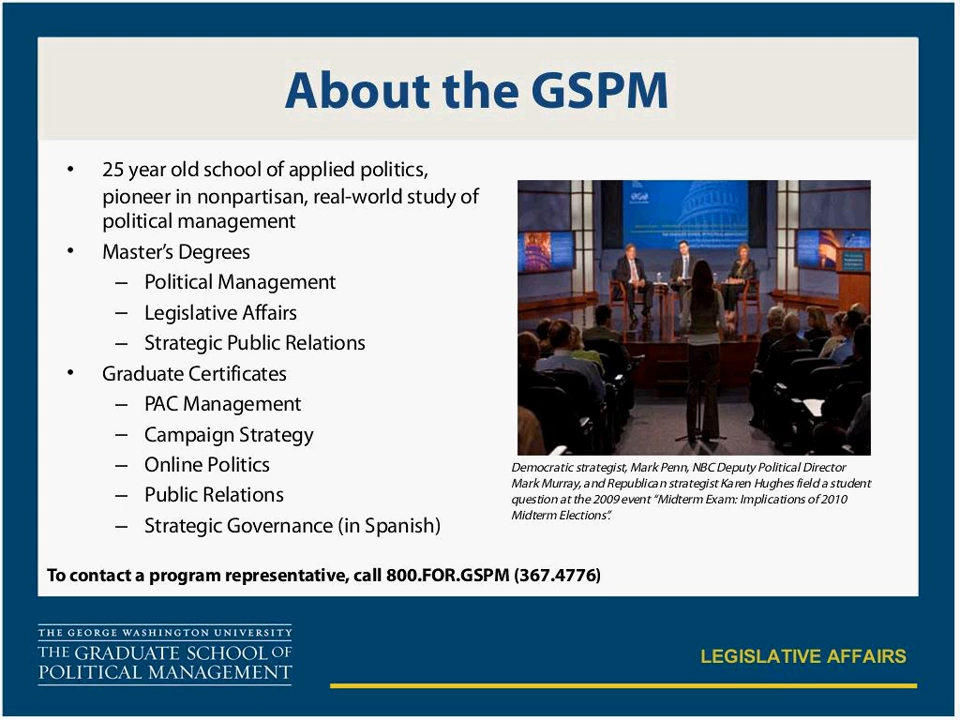 About the GSPM
• 25 year old school of applied politics,
pioneer in nonpartisan, real-world study of
political management
• Master's Degrees
– Political Management
– Legislative Affairs
– Strategic Public Relations
• Graduate Certificates
– PAC Management
– Campaign Strategy
– Online Politics
– Public Relations
– Strategic Governance (in Spanish)
Democratic strategist, Mark Penn, NBC Deputy Political Director
Mark Murray, and Republican strategist Karen Hughes field a student
question at the 2009 event “Midterm Exam: Implications of 2010
Midterm Elections”.
To contact a program representative, call 800.FOR.GSPM (367.4776)
THE GEORGE WASHINGTON UNIVERSITY
THE GRADUATE SCHOOL OF
POLITICAL MANAGEMENT
LEGISLATIVE AFFAIRS